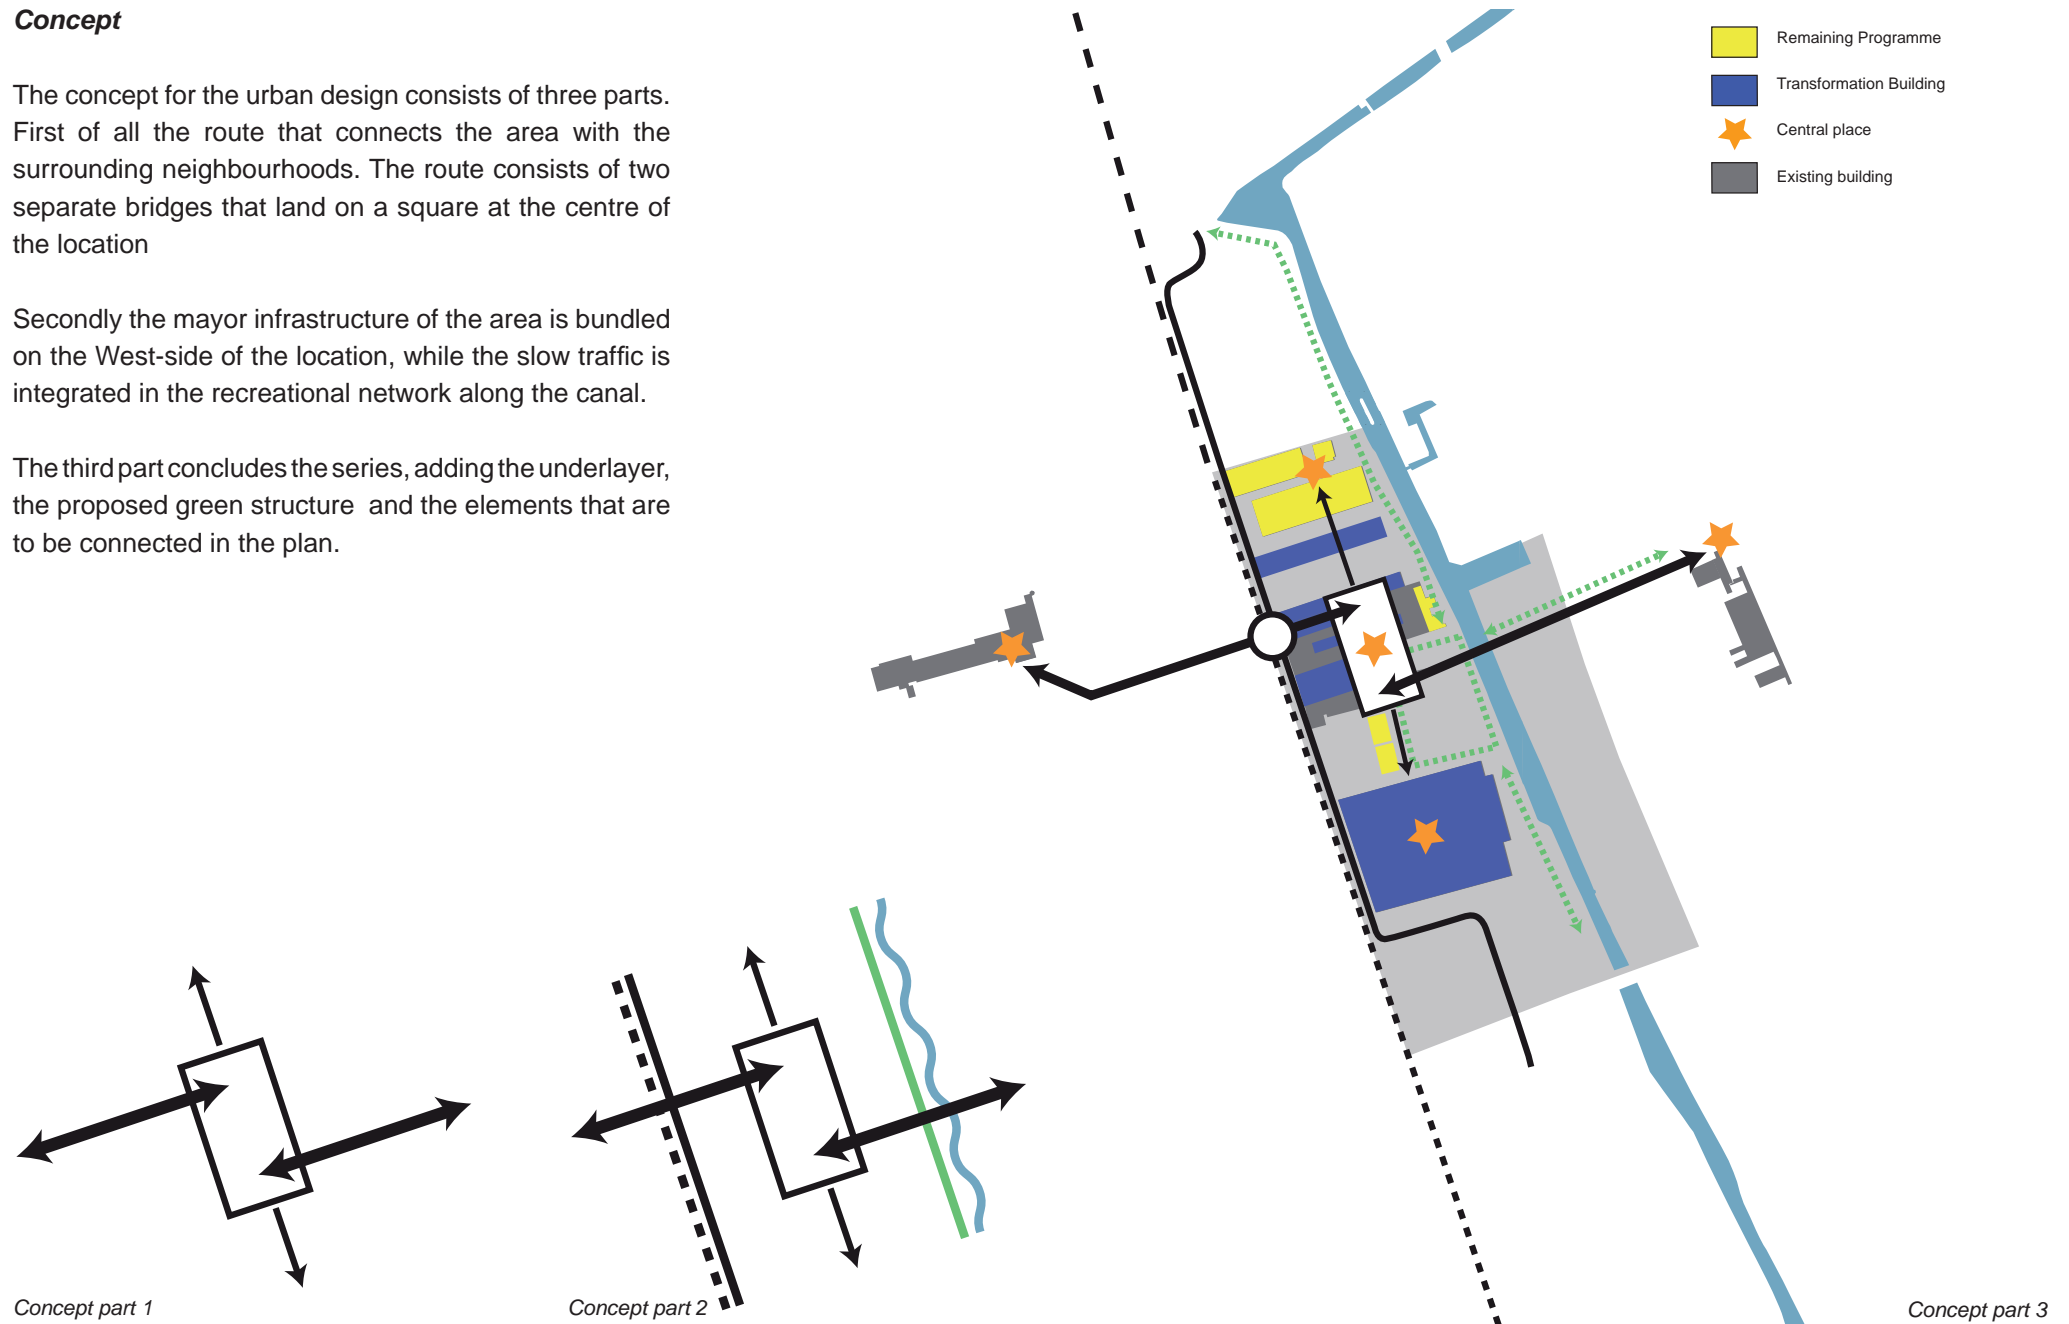 Concept
The concept for the urban design consists of three parts.
First of all the route that connects the area with the
surrounding neighbourhoods. The route consists of two
separate bridges that land on a square at the centre of
the location
Secondly the mayor infrastructure of the area is bundled
on the West-side of the location, while the slow traffic is
integrated in the recreational network along the canal.
The third part concludes the series, adding the underlayer,
the proposed green structure and the elements that are
to be connected in the plan.
Remaining Programme
Transformation Building
Central place
Existing building
Concept part 1
Concept part 2
Concept part 3